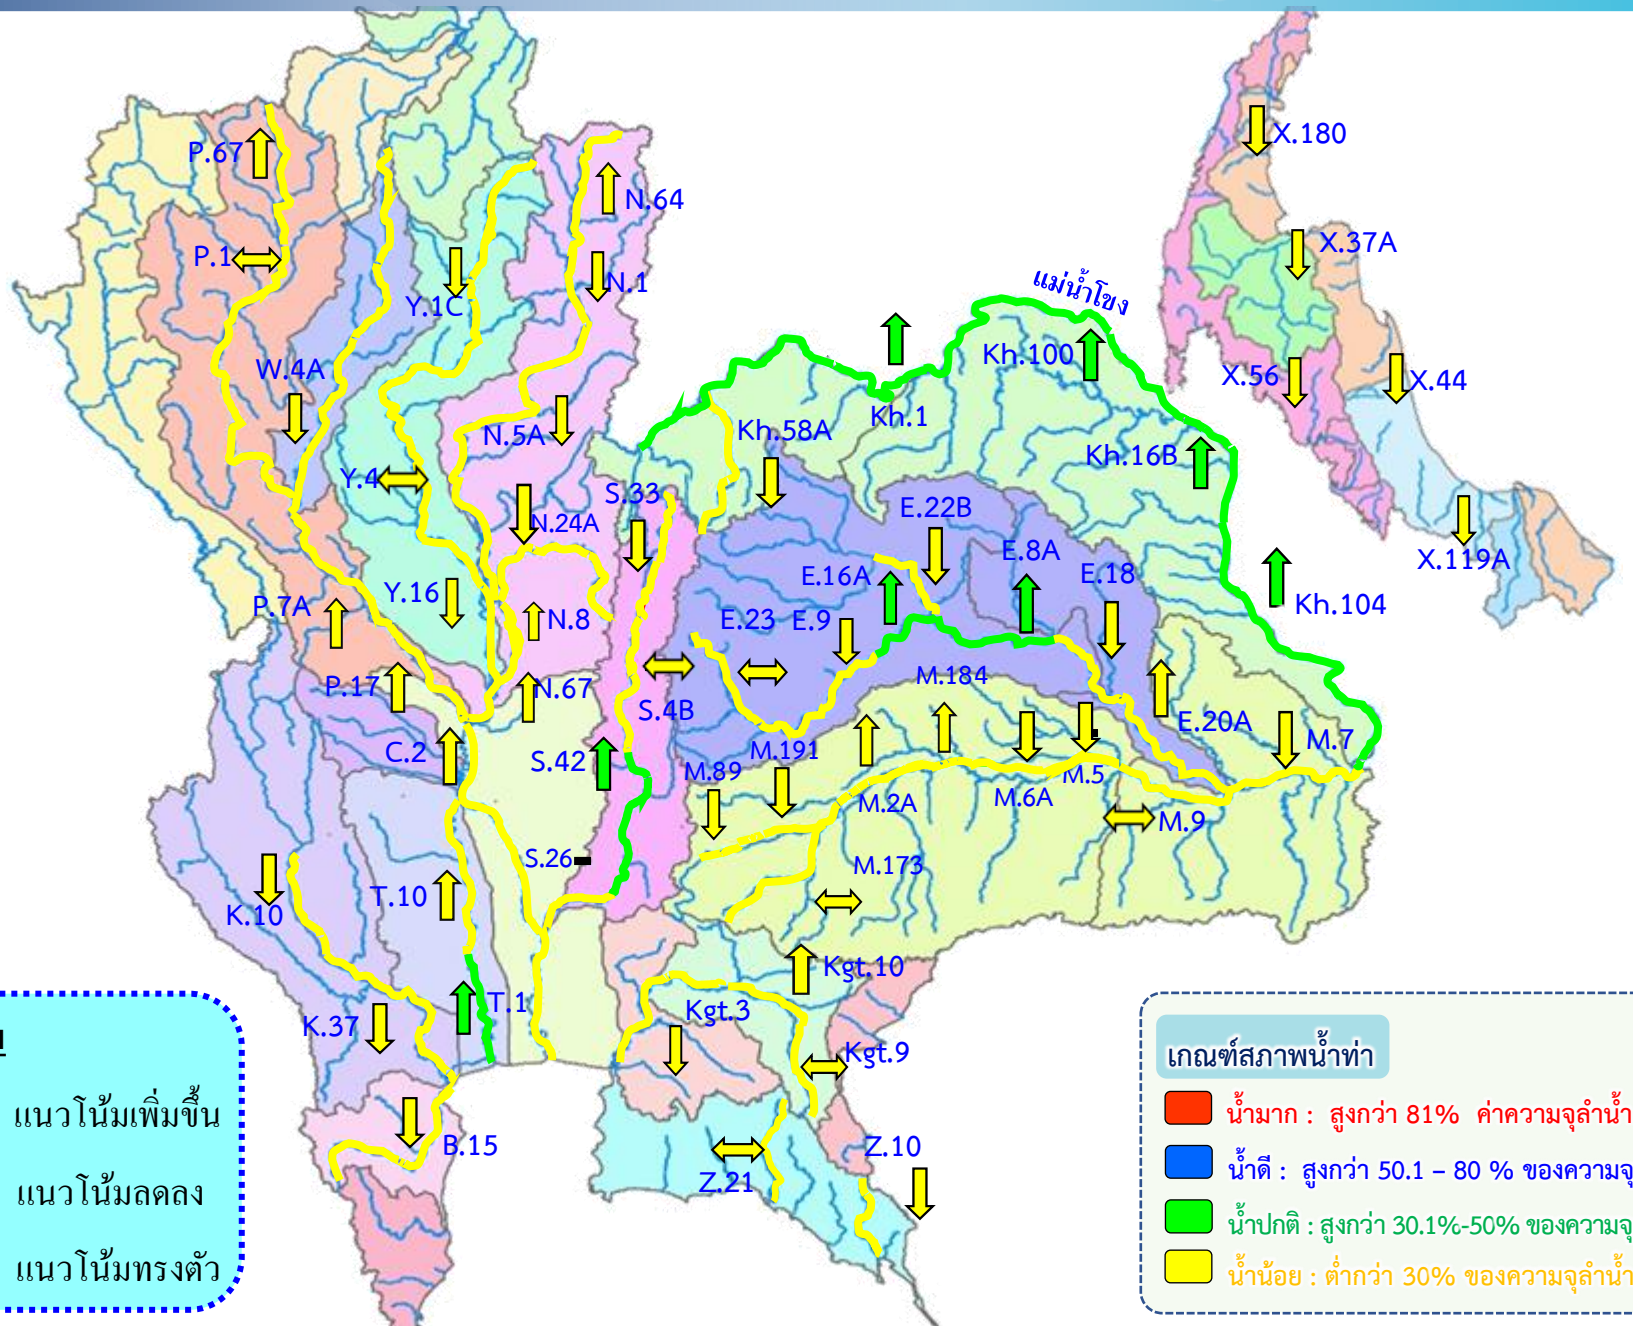 P.67
X.180
N.64
P.1
X.37A
Y.1C
N.1
แม่น้ำโขง
Kh.100
W.4A
X.56
X.44
Kh.1
N.5A
Kh.58A
Kh.16B
Y.4
S.33
N.24A
E.22B
E.8A
X.119A
E.16A
E.18
Y.16
P.7A
N.8
E.23
E.9
Kh.104
P.17
N.67
M.184
S.4B
E.20A
C.2
S.42
M.191
M.7
M.89
M.5
M.2A
M.6A
M.9
S.26
M.173
T.10
K.10
Kgt.10
T.1
Kgt.3
K.37
Kgt.9
B.15
Z.10
Z.21
แนวโน้มเพิ่มขึ้น
แนวโน้มลดลง
แนวโน้มทรงตัว
เกณฑ์สภาพน้ำท่า
น้ำมาก : สูงกว่า 81% ค่าความจุลำน้ำ
น้ำดี : สูงกว่า 50.1 – 80 % ของความจุ
น้ำปกติ : สูงกว่า 30.1%-50% ของความจุ
น้ำน้อย : ต่ำกว่า 30% ของความจุลำน้ำ